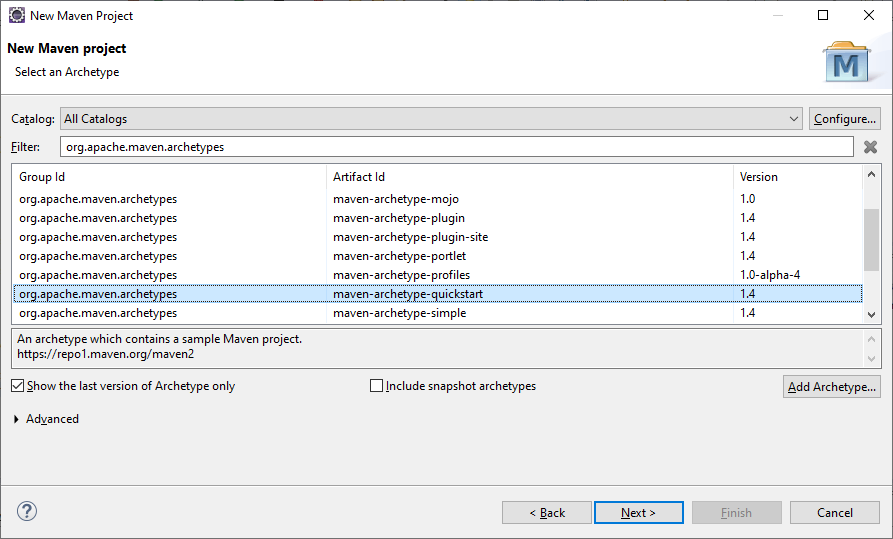 New Maven Project
New Maven project
Select an Archetype
M
Catalog: All Catalogs Configure...
Filter: org.apache.maven.archetypes
Group Id Artifact Id Version
org.apache.maven.archetypes maven-archetype-mojo 1.0
org.apache.maven.archetypes maven-archetype-plugin 1.4
org.apache.maven.archetypes maven-archetype-plugin-site 1.4
org.apache.maven.archetypes maven-archetype-portlet 1.4
org.apache.maven.archetypes maven-archetype-profiles 1.0-alpha-4
org.apache.maven.archetypes maven-archetype-quickstart 1.4
org.apache.maven.archetypes maven-archetype-simple 1.4
An archetype which contains a sample Maven project.
https://repo1.maven.org/maven2
Show the last version of Archetype only Include snapshot archetypes Add Archetype...
Advanced
? < Back Next > Finish Cancel